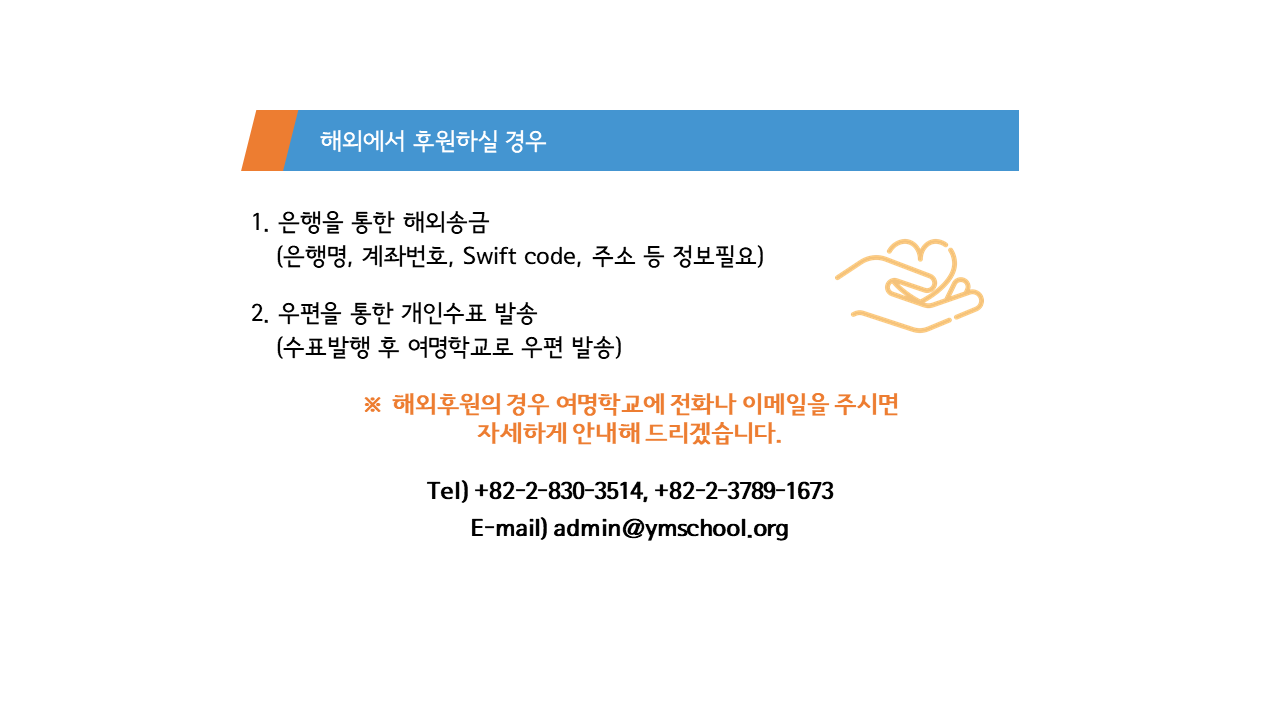 해외에서 후원하실 경우
1. 은행을 통한 해외송금
(은행명, 계좌번호, Swift code, 주소 등 정보필요)
2. 우편을 통한 개인수표 발송
(수표발행 후 여명학교로 우편 발송)
※ 해외후원의 경우 여명학교에 전화나 이메일을 주시면
자세하게 안내해 드리겠습니다.
Tel) +82-2-830-3514, +82-2-3789-1673
E-mail) admin@ymschool.org